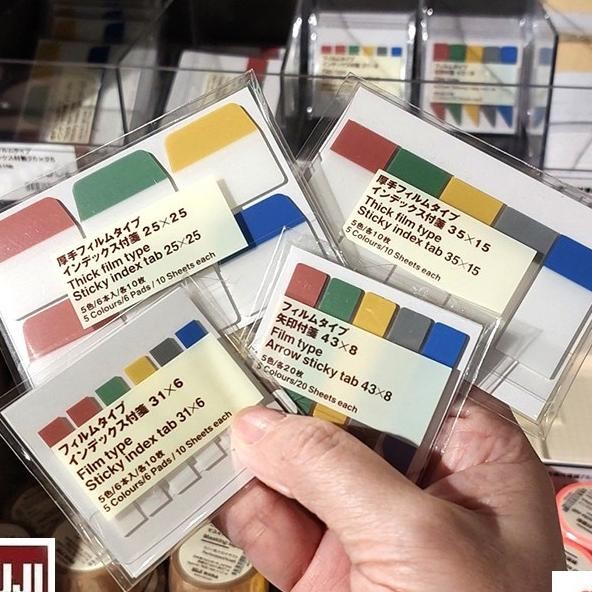 厚手フィルムタイプ
インデックス付箋 25×25
Thick film type
Sticky index tab 25×25
5色/6本入/各10枚
5 Colours/6 Pads / 10 Sheets each
厚手フィルムタイプ
インデックス付箋 35×15
Thick film type
Sticky index tab 35×15
5色/各10枚
5 Colours / 10 Sheets each
フィルムタイプ
矢印付箋 43×8
Film type
Arrow sticky tab 43×8
5色/各20枚
5 Colours/20 Sheets each
フィルムタイプ
インデックス付箋 31×6
Film type
Sticky index tab 31×6
5色/6本入/各10枚
5 Colours/6 Pads / 10 Sheets each
UJI